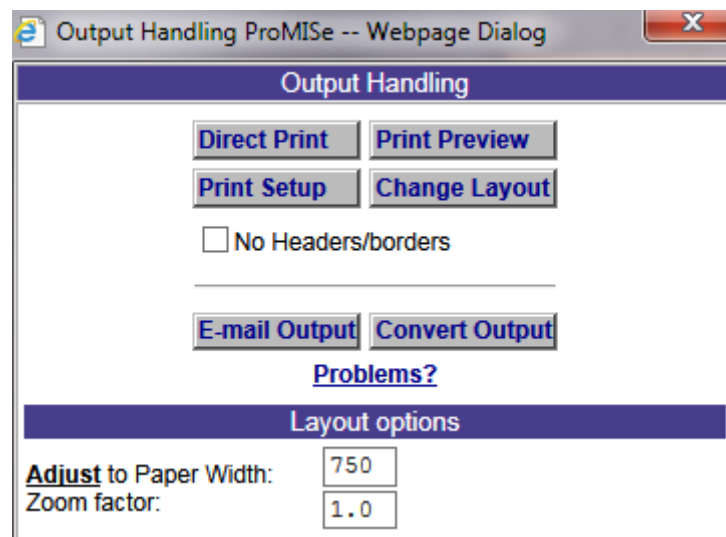 Output Handling ProMISe -- Webpage Dialog
X
Output Handling
Direct Print Print Preview
Print Setup Change Layout
No Headers/borders
E-mail Output Convert Output
Problems?
Layout options
Adjust to Paper Width: 750
Zoom factor: 1.0